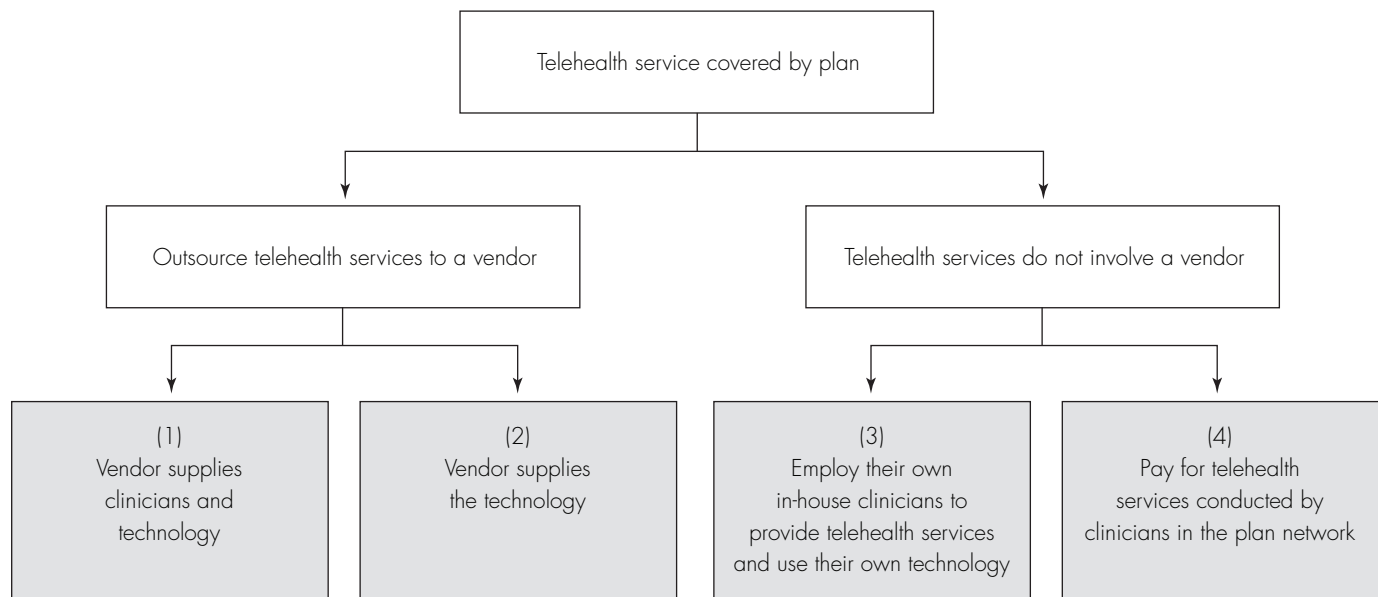 Telehealth service covered by plan
Outsource telehealth services to a vendor
Telehealth services do not involve a vendor
(1)
Vendor supplies
clinicians and
technology
(2)
Vendor supplies
the technology
(3)
Employ their own
in-house clinicians to
provide telehealth services
and use their own technology
(4)
Pay for telehealth
services conducted by
clinicians in the plan network